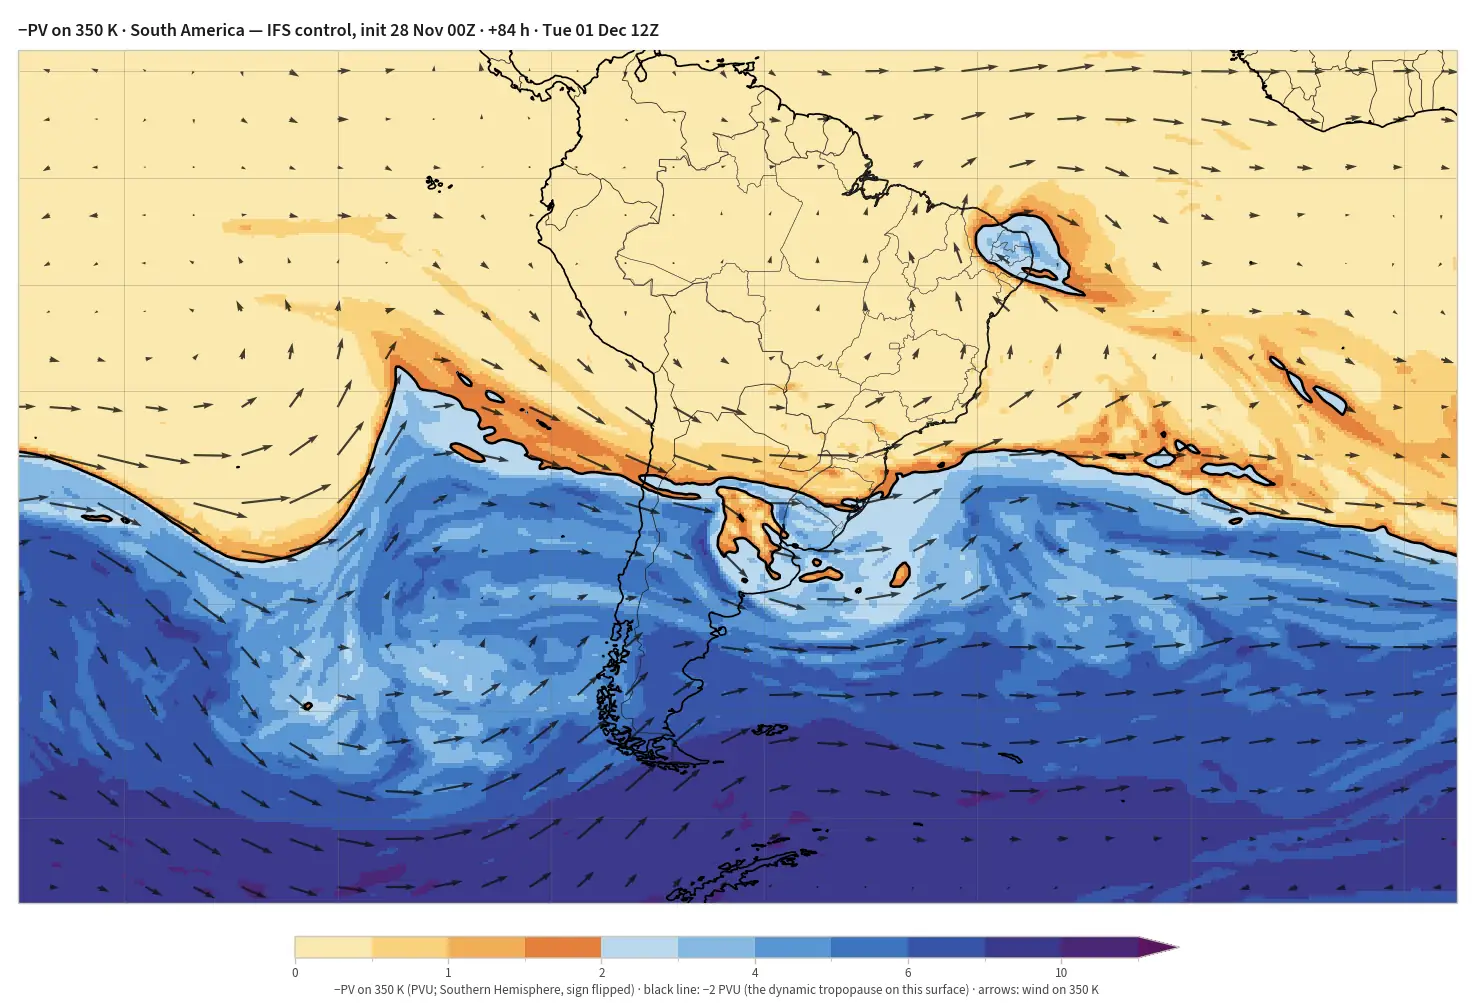 −PV on 350 K · South America — IFS control, init 28 Nov 00Z · +84 h · Tue 01 Dec 12Z
0 1 2 4 6 10
−PV on 350 K (PVU; Southern Hemisphere, sign flipped) · black line: −2 PVU (the dynamic tropopause on this surface) · arrows: wind on 350 K